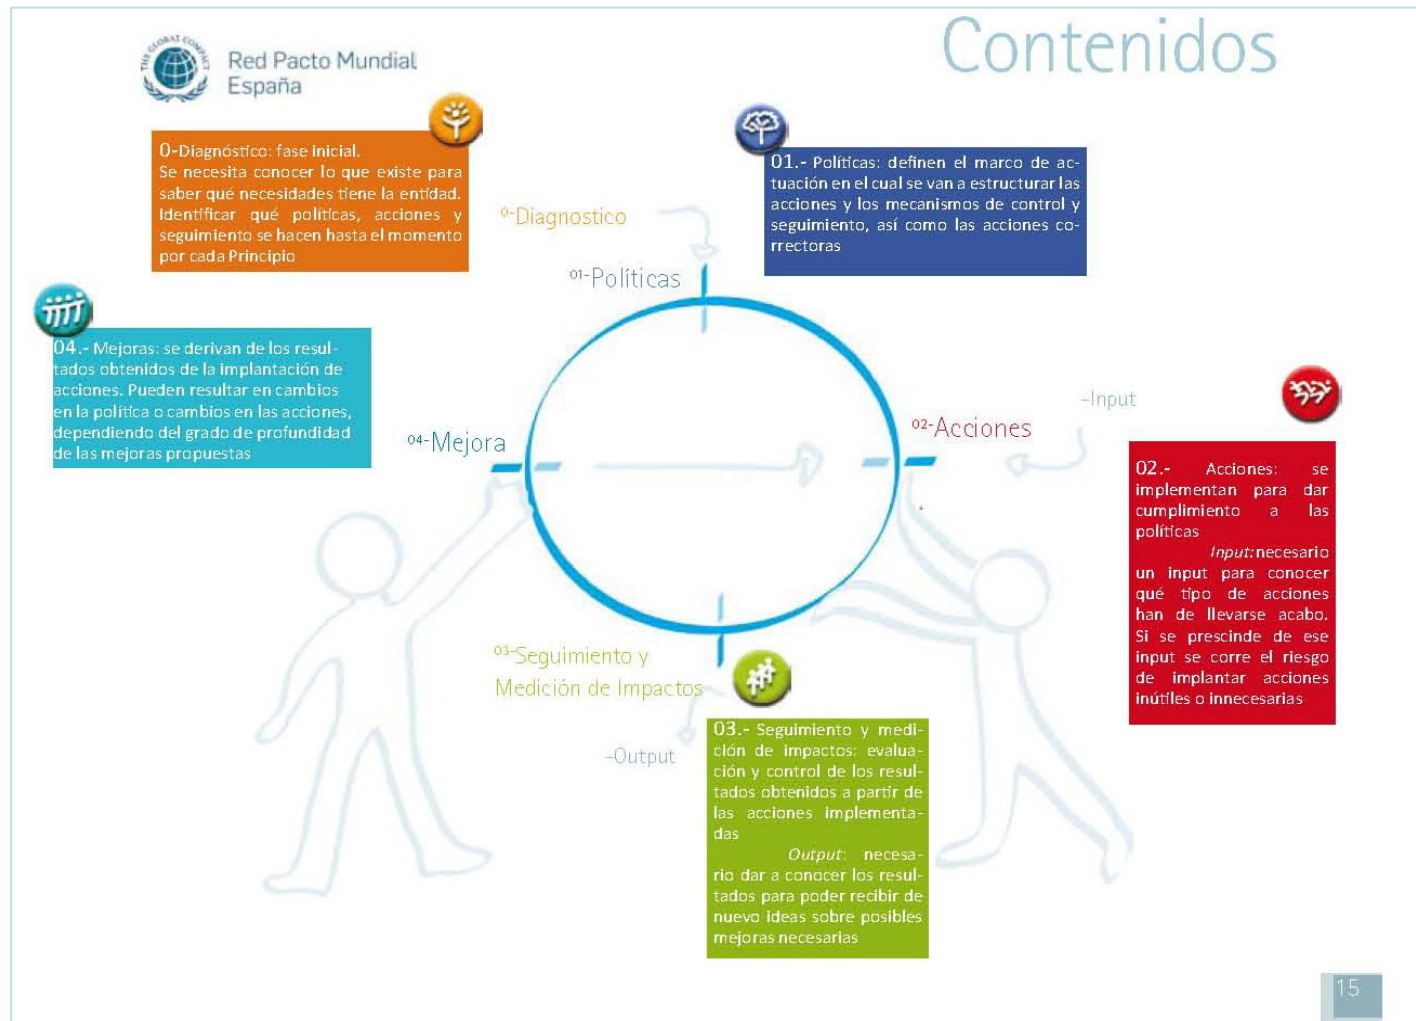 Contenidos
THE GLOBAL COMPACT
Red Pacto Mundial
España
0-Diagnóstico: fase inicial.
Se necesita conocer lo que existe para
saber qué necesidades tiene la entidad.
Identificar qué políticas, acciones y
seguimiento se hacen hasta el momento
por cada Principio
01.- Políticas: definen el marco de ac-
tuación en el cual se van a estructurar las
acciones y los mecanismos de control y
seguimiento, así como las acciones co-
rrectoras
0-Diagnostico
01-Políticas
04.- Mejoras: se derivan de los resul-
tados obtenidos de la implantación de
acciones. Pueden resultar en cambios
en la política o cambios en las acciones,
dependiendo del grado de profundidad
de las mejoras propuestas
04-Mejora
02-Acciones
-Input
02.- Acciones: se
implementan para dar
cumplimiento a las
políticas
Input:necesario
un input para conocer
qué tipo de acciones
han de llevarse acabo.
Si se prescinde de ese
input se corre el riesgo
de implantar acciones
inútiles o innecesarias
03-Seguimiento y
Medición de Impactos
-Output
03.- Seguimiento y medi-
ción de impactos: evalua-
ción y control de los resul-
tados obtenidos a partir de
las acciones implementa-
das
Output: necesa-
rio dar a conocer los resul-
tados para poder recibir de
nuevo ideas sobre posibles
mejoras necesarias
15